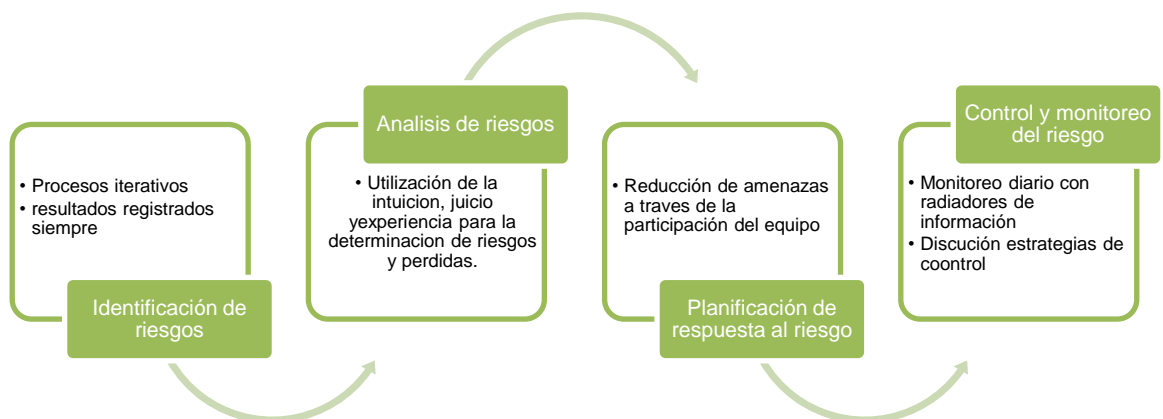 • Procesos iterativos
• resultados registrados
siempre
Identificación de
riesgos
Analisis de riesgos
• Utilización de la
intuicion, juicio
yexperiencia para la
determinacion de riesgos
y perdidas.
• Reducción de amenazas
a traves de la
participación del equipo
Planificación de
respuesta al riesgo
Control y monitoreo
del riesgo
• Monitoreo diario con
radiadores de
información
• Discución estrategias de
coontrol